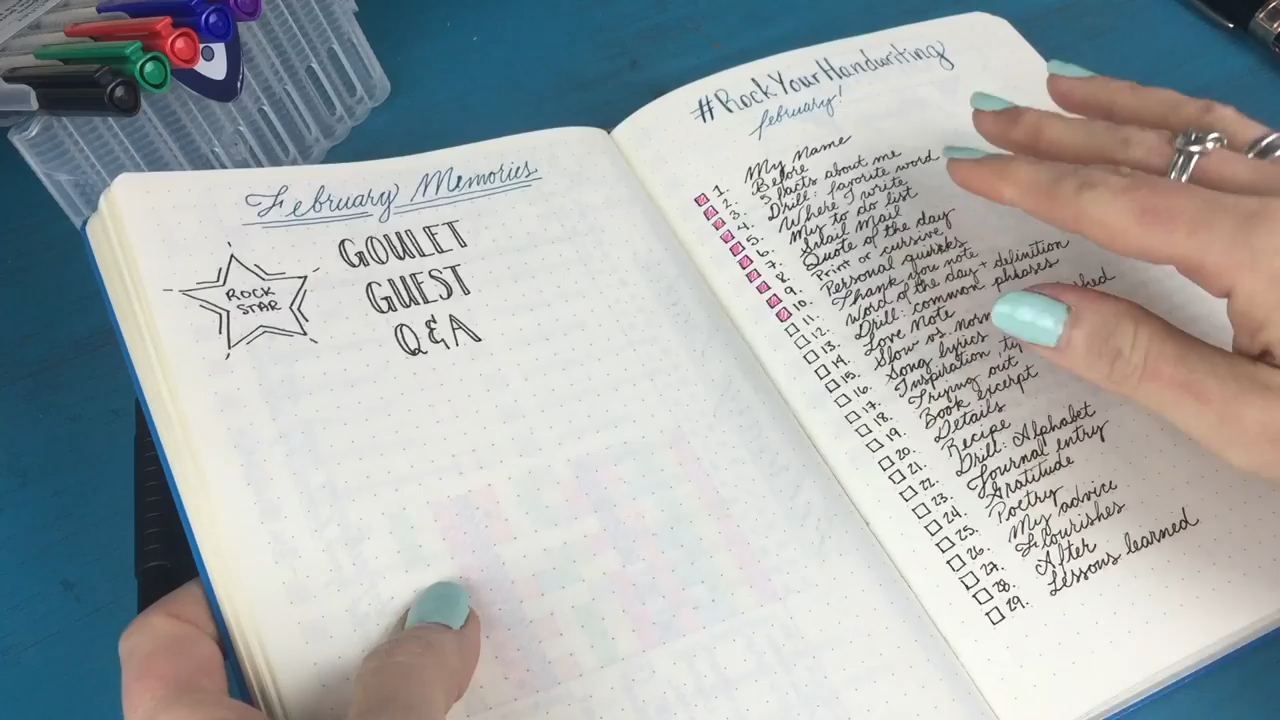 February Memories
ROCK
STAR
GOULET
GUEST
Q&A
#RockYourHandwriting
february!
1. My name
2. Before
3. 5 facts about me
4. Drill: favorite word
5. Where I write
6. My to do list
7. Snail Mail
8. Quote of the day
9. Print or cursive
10. Personal quirks
11. Thank you note
12. Word of the day + definition
13. Drill: common phrases
14. Love Note
15. Slow vs
16. Song lyrics
17. Inspiration
18. Trying out
19. Book excerpt
20. Details
21. Recipe
22. Drill: Alphabet
23. Journal entry
24. Gratitude
25. Poetry
26. My advice
27. Flourishes
28. After
29. Lessons learned